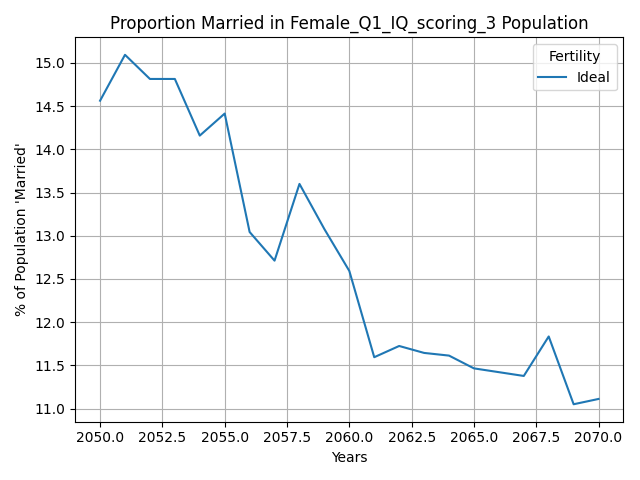 Proportion Married in Female_Q1_IQ_scoring_3 Population
Fertility
Ideal
15.0
14.5
14.0
13.5
13.0
12.5
12.0
11.5
11.0
% of Population 'Married'
2050.0 2052.5 2055.0 2057.5 2060.0 2062.5 2065.0 2067.5 2070.0
Years